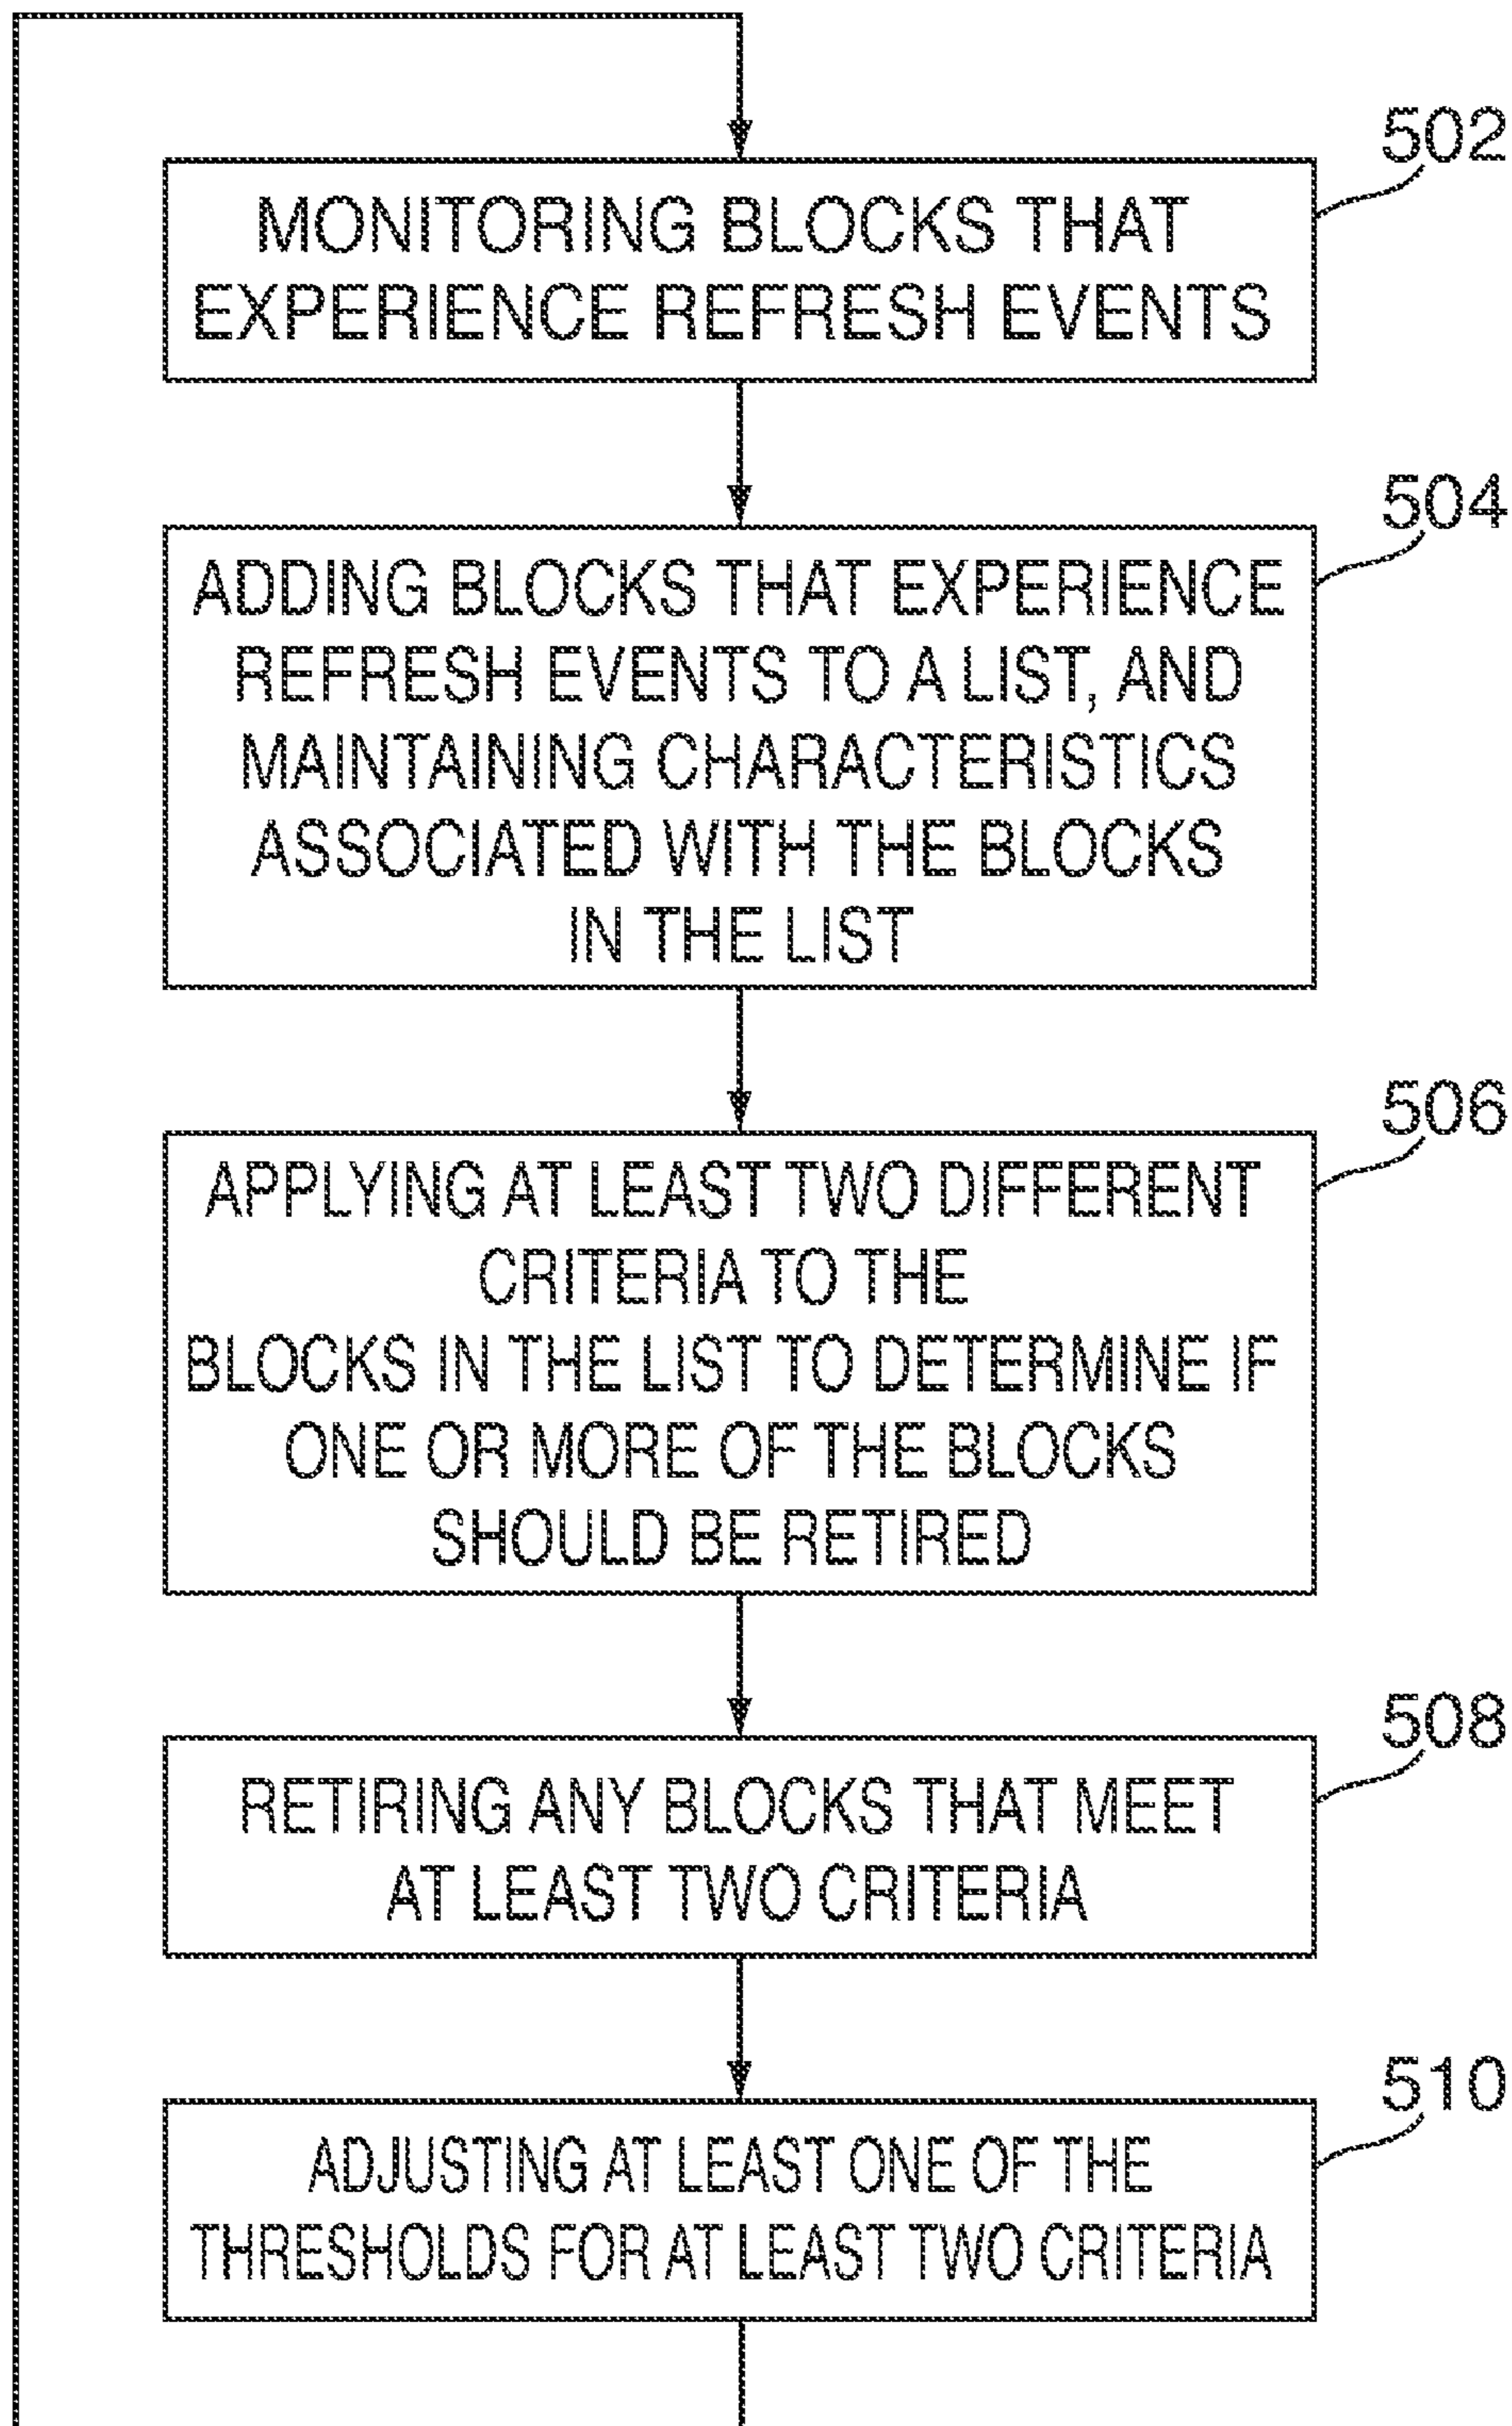 502
MONITORING BLOCKS THAT
EXPERIENCE REFRESH EVENTS
504
ADDING BLOCKS THAT EXPERIENCE
REFRESH EVENTS TO A LIST, AND
MAINTAINING CHARACTERISTICS
ASSOCIATED WITH THE BLOCKS
IN THE LIST
506
APPLYING AT LEAST TWO DIFFERENT
CRITERIA TO THE
BLOCKS IN THE LIST TO DETERMINE IF
ONE OR MORE OF THE BLOCKS
SHOULD BE RETIRED
508
RETIRING ANY BLOCKS THAT MEET
AT LEAST TWO CRITERIA
510
ADJUSTING AT LEAST ONE OF THE
THRESHOLDS FOR AT LEAST TWO CRITERIA